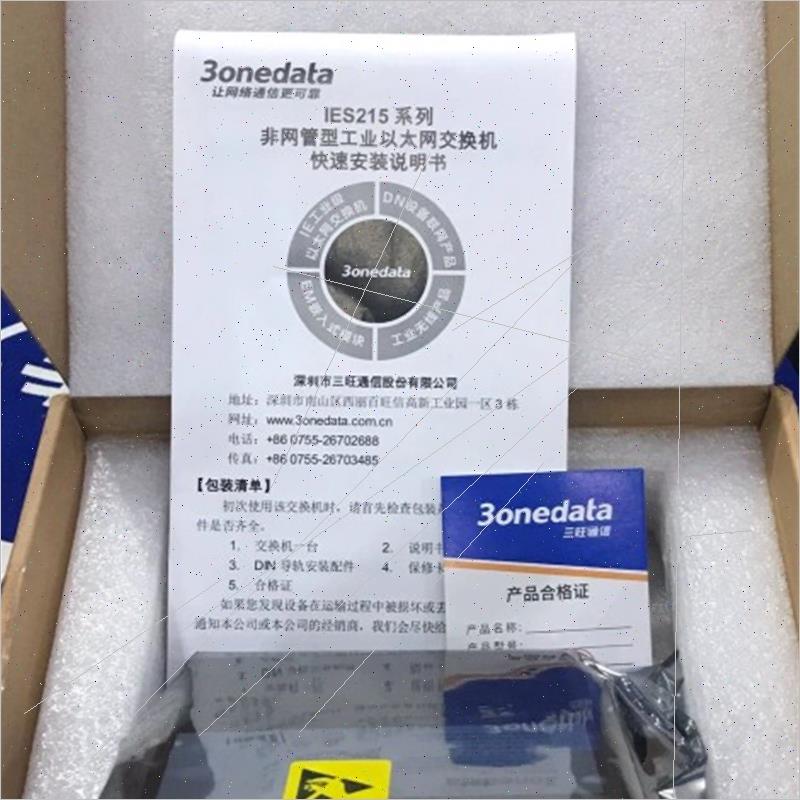 3onedata
让网络通信更可靠
IES215 系列
非网管型工业以太网交换机
快速安装说明书
IE工业级
以太网交换机
DN设备联网产品
3onedata
EM嵌入式模块
工业无线产品
深圳市三旺通信股份有限公司
地址：深圳市南山区西丽百旺信高新工业园一区3栋
网址：www.3onedata.com.cn
电话：+86 0755-26702688
传真：+86 0755-26703485
【包装清单】
初次使用该交换机时，请首先检查包装
件是否齐全。
1. 交换机一台 2. 说明书
3. DIN 导轨安装配件 4. 保修卡
5. 合格证
如果您发现设备在运输过程中被损坏或丢
通知本公司或本公司的经销商，我们会尽快给
3onedata
三旺通信
产品合格证
产品名称：
产品型号：